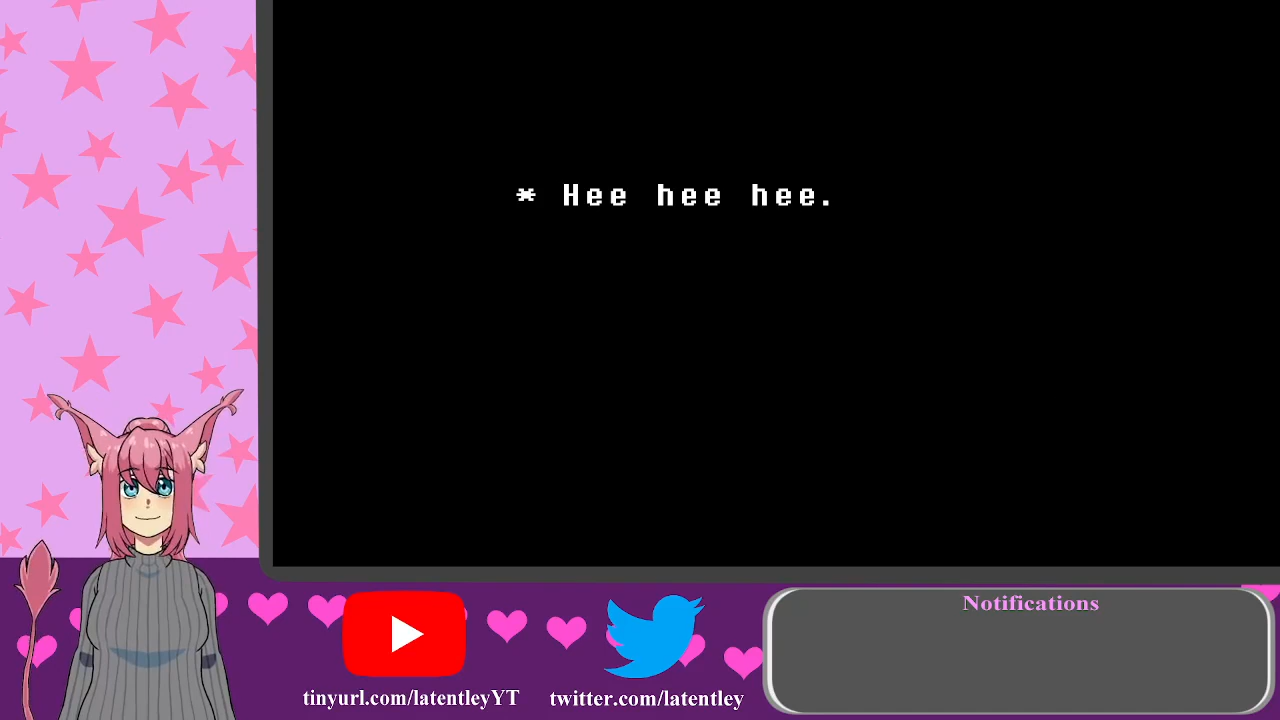 * Hee hee hee.
Notifications
tinyurl.com/latentleyYT
twitter.com/latentley